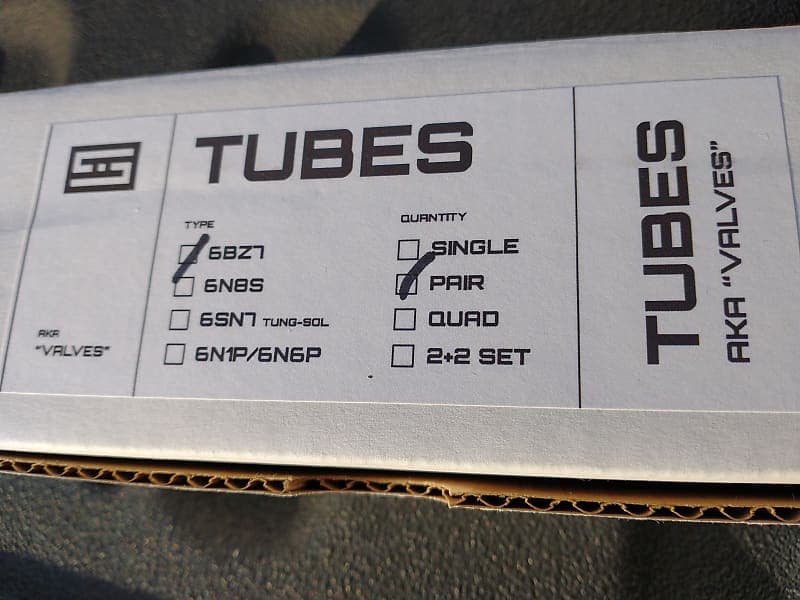 TUBES
TYPE
6BZ7
6N8S
6SN7 TUNG-SOL
6N1P/6N6P
QUANTITY
SINGLE
PAIR
QUAD
2+2 SET
AKA
"VALVES"
TUBES
AKA "VALVES"